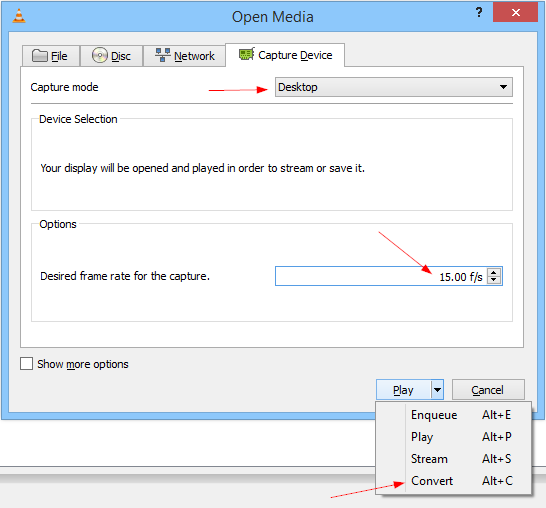 Open Media
?
File
Disc
Network
Capture Device
Capture mode
Desktop
Device Selection
Your display will be opened and played in order to stream or save it.
Options
Desired frame rate for the capture.
15.00 f/s
Show more options
Play
Cancel
Enqueue Alt+E
Play Alt+P
Stream Alt+S
Convert Alt+C